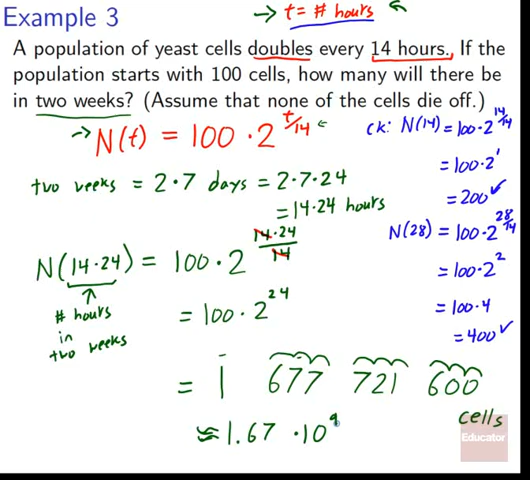 Example 3
→ t = # hours ←
A population of yeast cells doubles every 14 hours. If the
population starts with 100 cells, how many will there be
in two weeks? (Assume that none of the cells die off.)
→ N(t) = 100 · 2^{t/14} ←
ck: N(14) = 100 · 2^{14/14}
= 100 · 2^1
= 200 ✓
two weeks = 2 · 7 days = 2 · 7 · 24
= 14 · 24 hours
N(28) = 100 · 2^{28/14}
= 100 · 2^2
= 100 · 4
= 400 ✓
N(14 · 24) = 100 · 2^{14 · 24/14}
↑
# hours
in
two weeks
= 100 · 2^{24}
= 1 677 721 600
cells
≈ 1.67 · 10^9
Educator